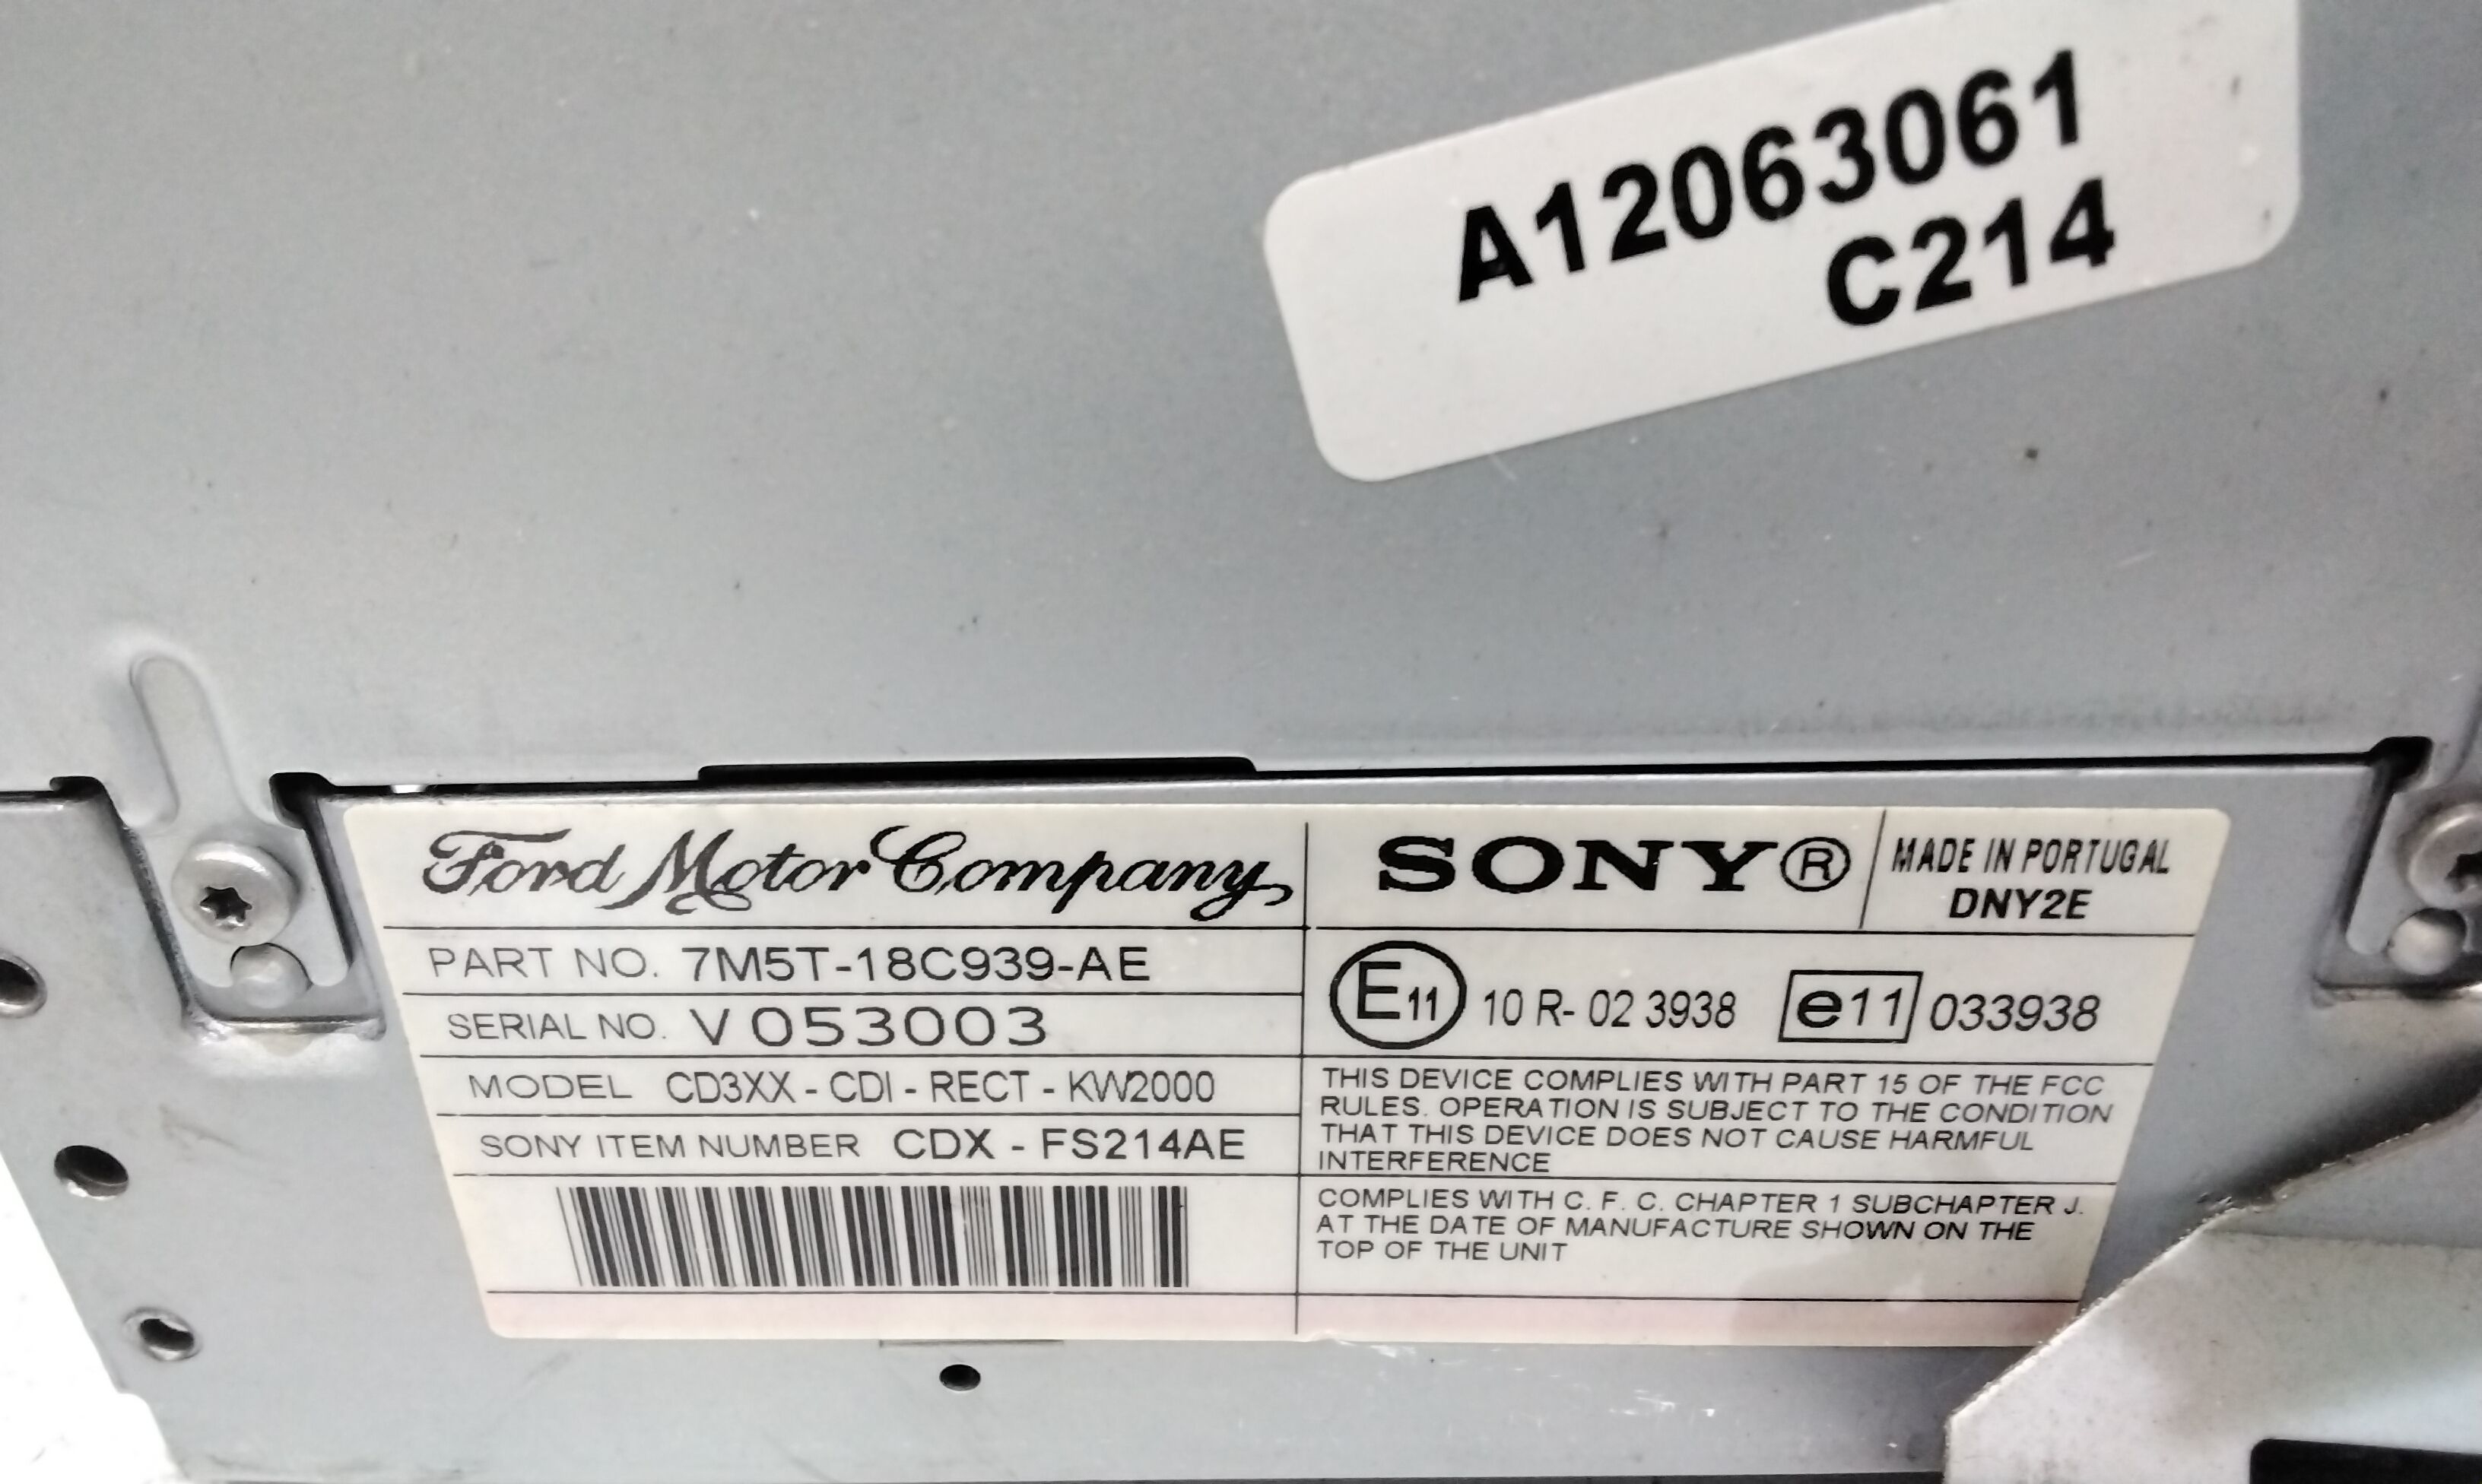 A12063061
C214
Ford Motor Company
SONY®
MADE IN PORTUGAL
DNY2E
PART NO. 7M5T-18C939-AE
SERIAL NO. V053003
MODEL CD3XX - CDI - RECT - KW2000
SONY ITEM NUMBER CDX - FS214AE
E11 10 R- 02 3938 e11 033938
THIS DEVICE COMPLIES WITH PART 15 OF THE FCC
RULES. OPERATION IS SUBJECT TO THE CONDITION
THAT THIS DEVICE DOES NOT CAUSE HARMFUL
INTERFERENCE
COMPLIES WITH C. F. C. CHAPTER 1 SUBCHAPTER J.
AT THE DATE OF MANUFACTURE SHOWN ON THE
TOP OF THE UNIT